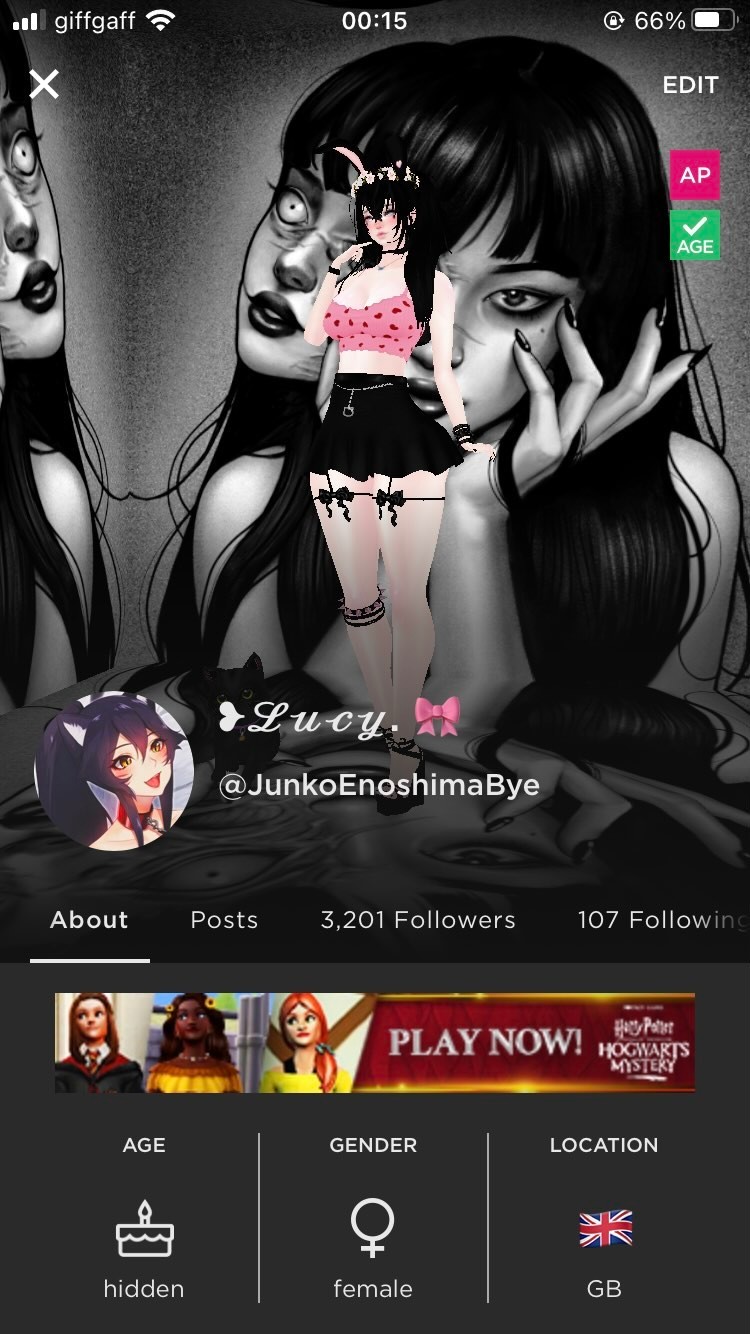 giffgaff 00:15 66%
EDIT
AP
AGE
❥𝓛𝓾𝓬𝔂. 🎀
@JunkoEnoshimaBye
About Posts 3,201 Followers 107 Following
PLAY NOW!
Harry Potter
HOGWARTS
MYSTERY
AGE GENDER LOCATION
hidden female GB